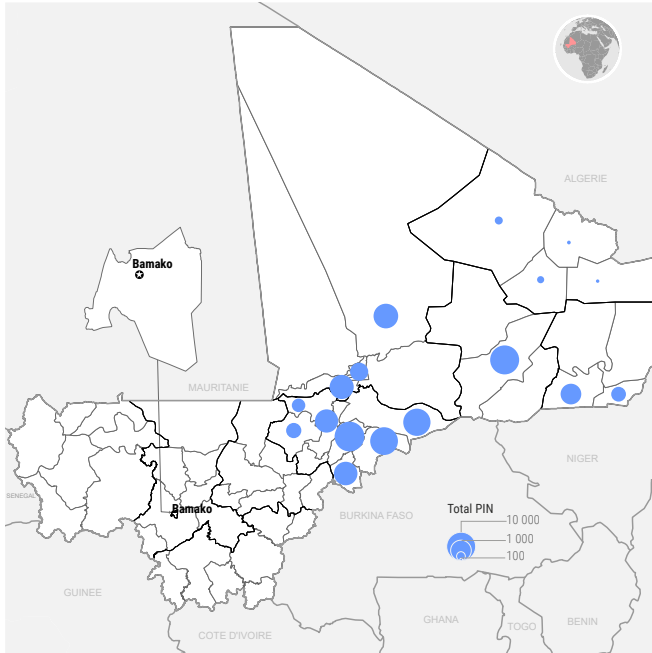 ALGERIE
Bamako
MAURITANIE
NIGER
SENEGAL
Bamako
BURKINA FASO
Total PIN
10 000
1 000
100
GUINEE
GHANA
TOGO
BENIN
COTE D'IVOIRE